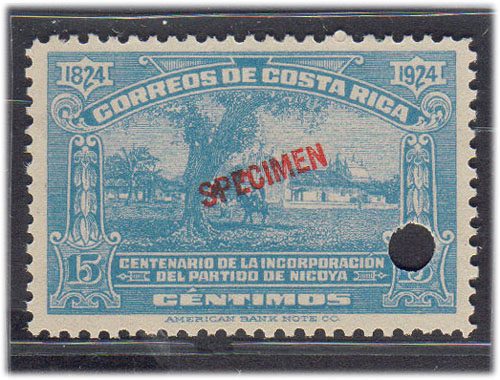 1824 1924
CORREOS DE COSTA RICA
SPECIMEN
CENTENARIO DE LA INCORPORACIÓN
DEL PARTIDO DE NICOYA
15
CÉNTIMOS
AMERICAN BANK NOTE CO.